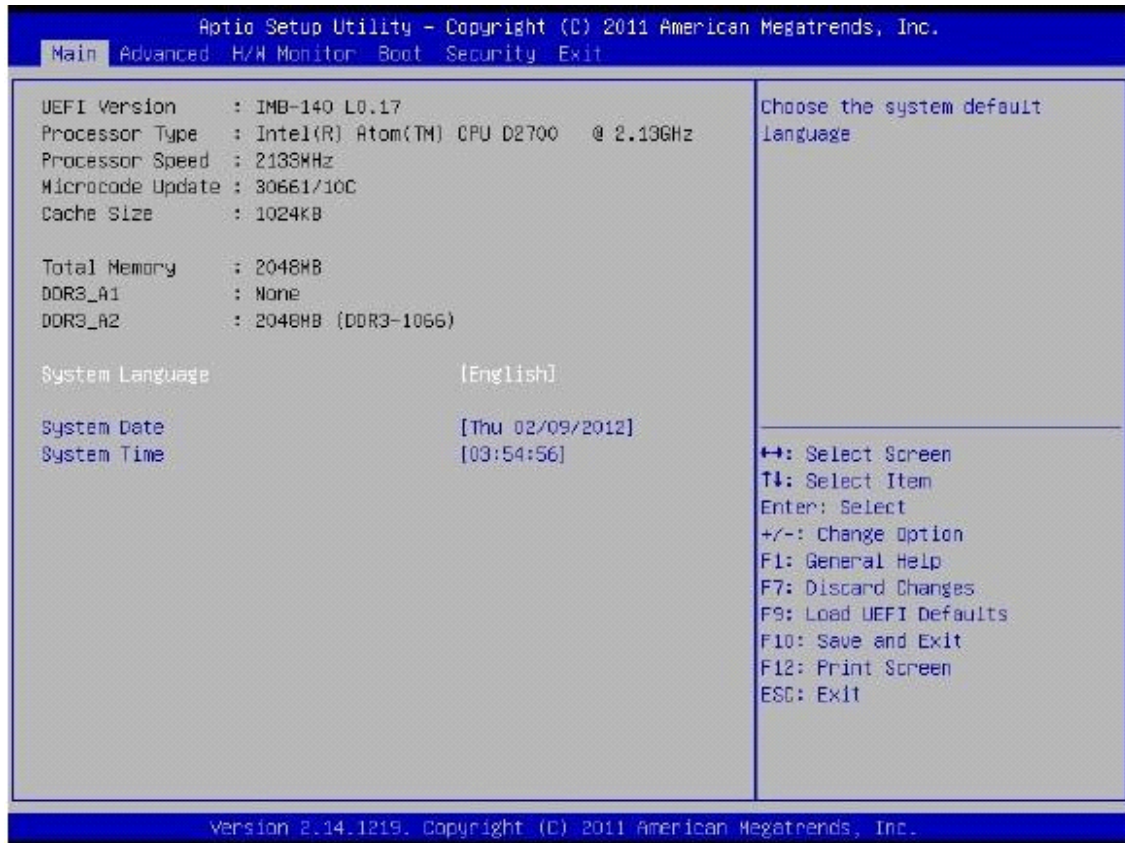 Aptio Setup Utility - Copyright (C) 2011 American Megatrends, Inc.
Main Advanced H/W Monitor Boot Security Exit
UEFI Version : IMB-140 L0.17
Processor Type : Intel(R) Atom(TM) CPU D2700 @ 2.13GHz
Processor Speed : 2133MHz
Microcode Update : 30661/10C
Cache Size : 1024KB
Total Memory : 2048MB
DDR3_A1 : None
DDR3_A2 : 2048MB (DDR3-1066)
System Language [English]
System Date [Thu 02/09/2012]
System Time [03:54:56]
Choose the system default
language
↔: Select Screen
↑↓: Select Item
Enter: Select
+/-: Change Option
F1: General Help
F7: Discard Changes
F9: Load UEFI Defaults
F10: Save and Exit
F12: Print Screen
ESC: Exit
Version 2.14.1219. Copyright (C) 2011 American Megatrends, Inc.